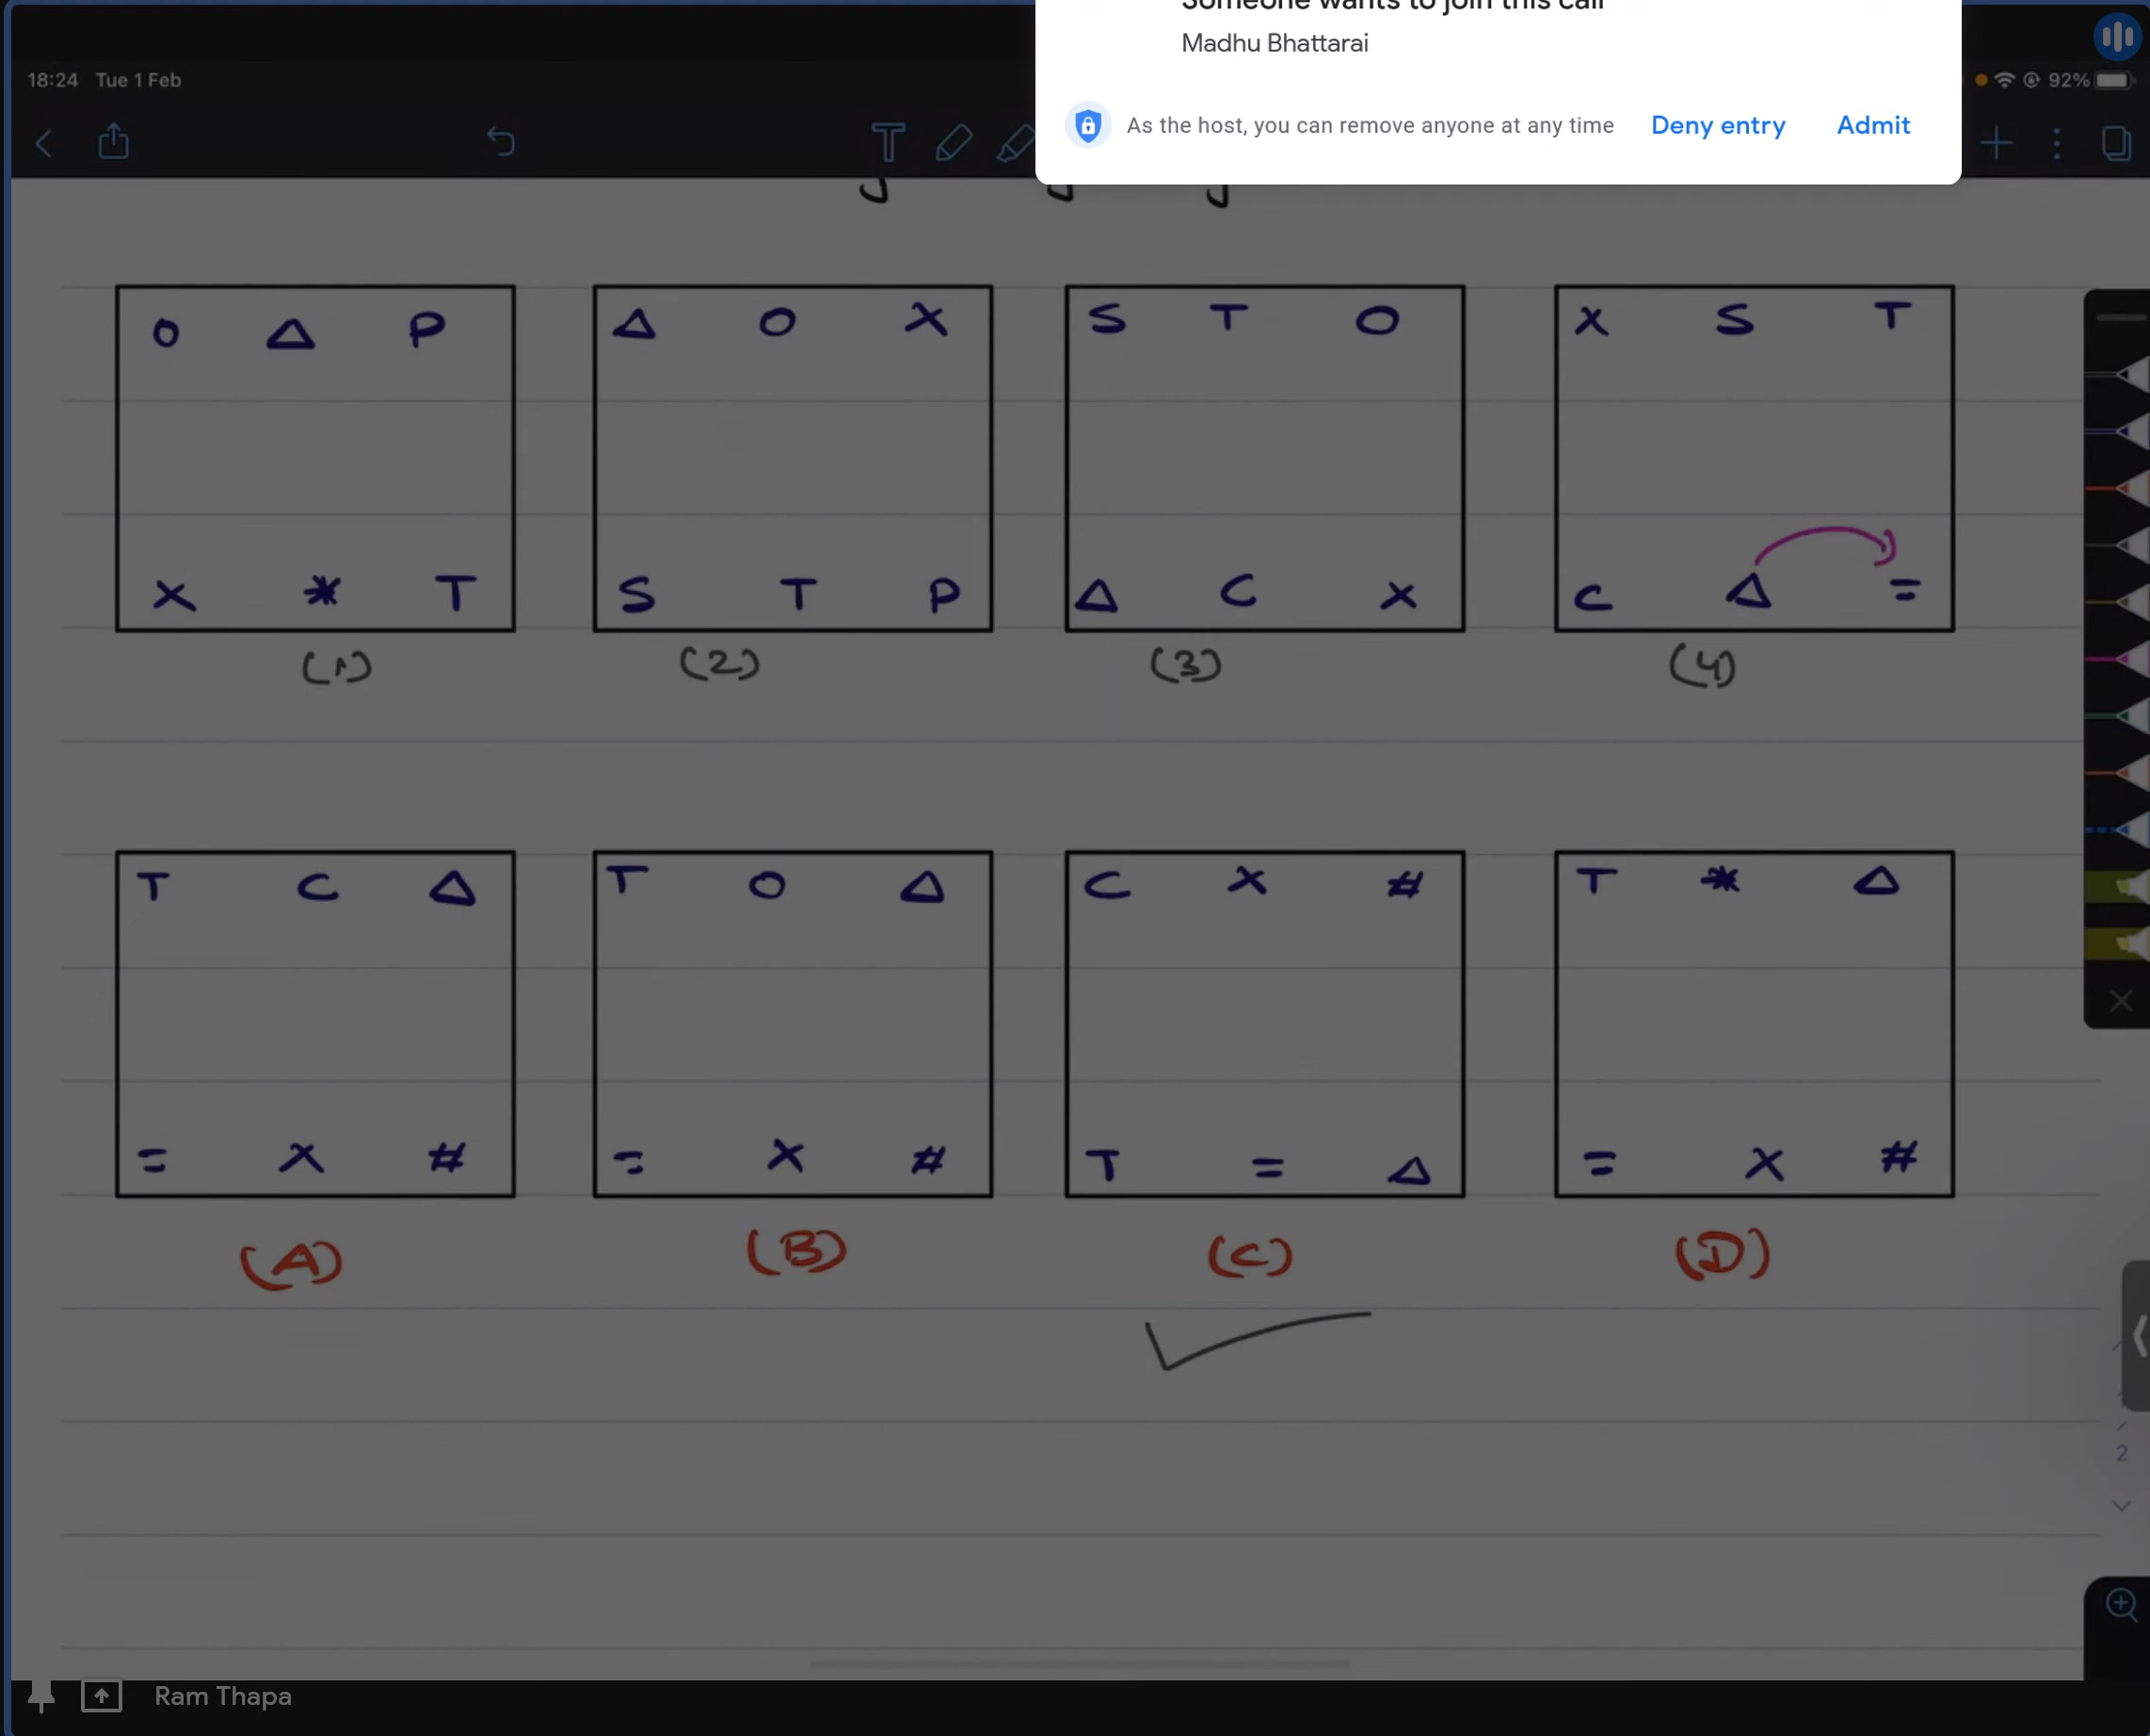 Someone wants to join this call
Madhu Bhattarai
18:24 Tue 1 Feb
92%
As the host, you can remove anyone at any time Deny entry Admit
O Δ P Δ O X S T O X S T
X * T S T P Δ C X C Δ =
(1) (2) (3) (4)
T C Δ T O Δ C X # T * Δ
= X # = X # T = Δ = X #
(A) (B) (C) (D)
2
Ram Thapa